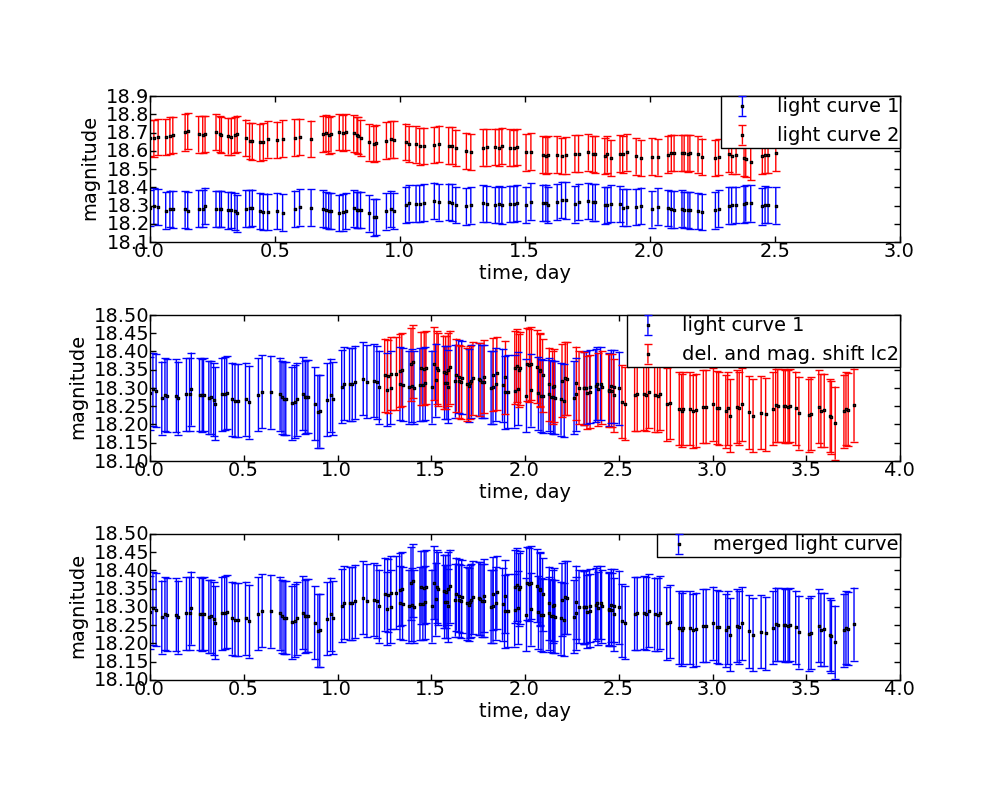 18.9
18.8
18.7
18.6
18.5
18.4
18.3
18.2
18.1
magnitude
light curve 1
light curve 2
0.0 0.5 1.0 1.5 2.0 2.5 3.0
time, day
18.50
18.45
18.40
18.35
18.30
18.25
18.20
18.15
18.10
magnitude
light curve 1
del. and mag. shift lc2
0.0 0.5 1.0 1.5 2.0 2.5 3.0 3.5 4.0
time, day
18.50
18.45
18.40
18.35
18.30
18.25
18.20
18.15
18.10
magnitude
merged light curve
0.0 0.5 1.0 1.5 2.0 2.5 3.0 3.5 4.0
time, day